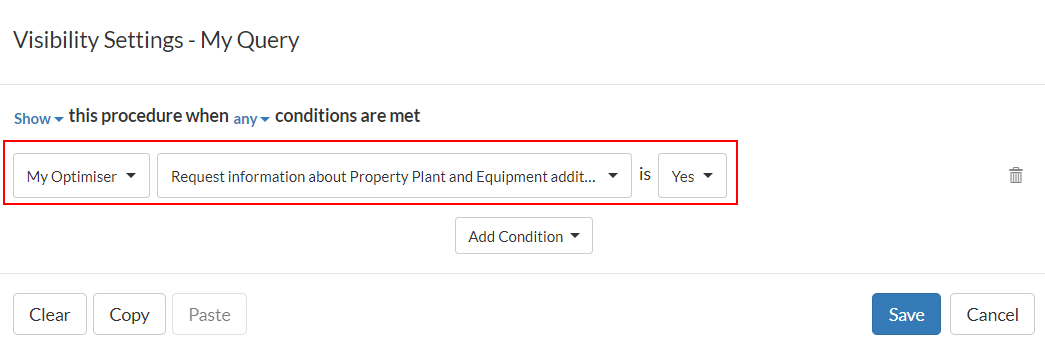 Visibility Settings - My Query
Show this procedure when any conditions are met
My Optimiser Request information about Property Plant and Equipment addit... is Yes
Add Condition
Clear Copy Paste Save Cancel